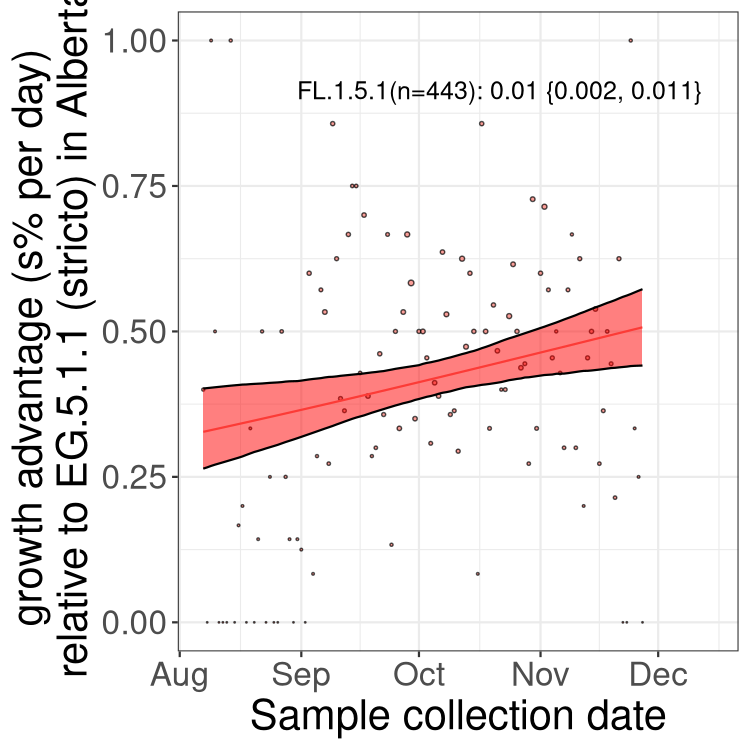 growth advantage (s% per day)
relative to EG.5.1.1 (stricto) in Alberta
1.00
0.75
0.50
0.25
0.00
FL.1.5.1(n=443): 0.01 {0.002, 0.011}
Aug Sep Oct Nov Dec
Sample collection date